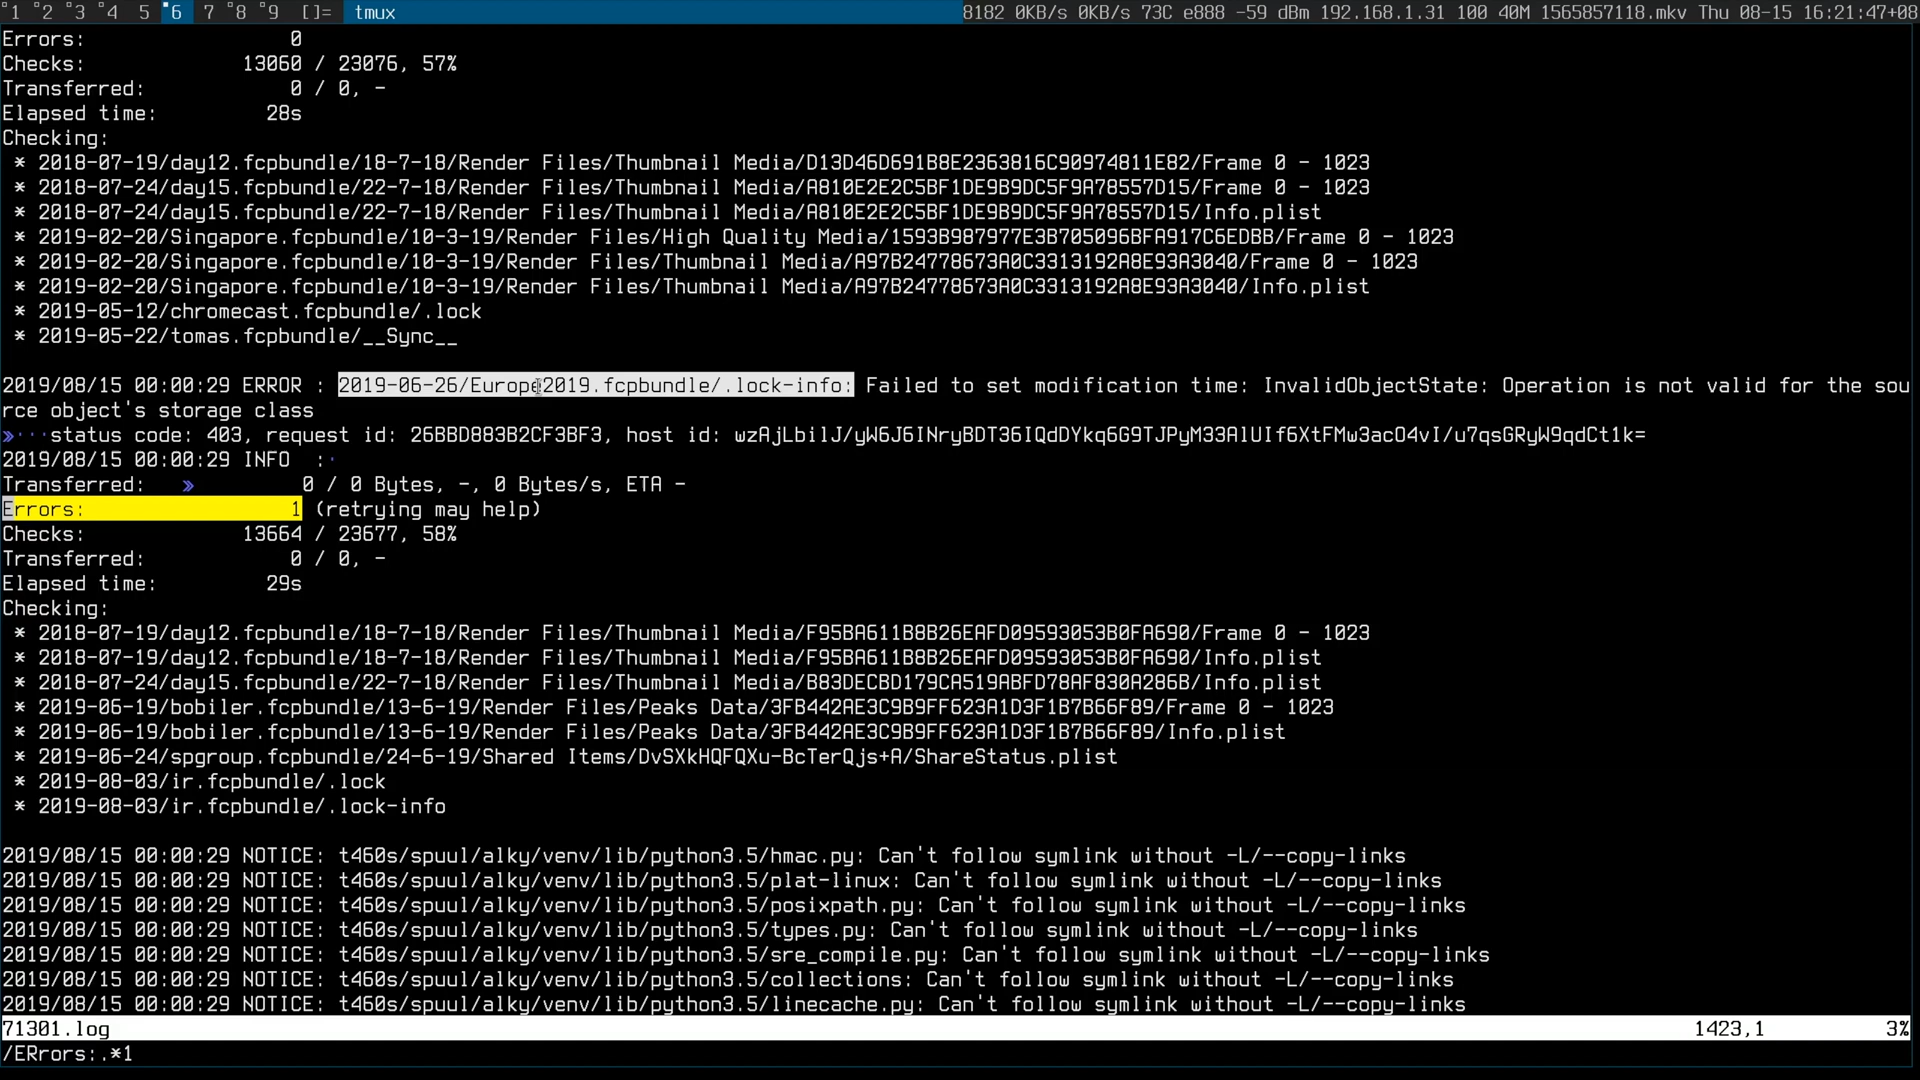 1 2 3 4 5 6 7 8 9 []= tmux 8182 0KB/s 0KB/s 73C e888 -59 dBm 192.168.1.31 100 40M 1565857118.mkv Thu 08-15 16:21:47+08
Errors: 0
Checks: 13060 / 23076, 57%
Transferred: 0 / 0, -
Elapsed time: 28s
Checking:
* 2018-07-19/day12.fcpbundle/18-7-18/Render Files/Thumbnail Media/D13D46D691B8E2363816C90974811E82/Frame 0 - 1023
* 2018-07-24/day15.fcpbundle/22-7-18/Render Files/Thumbnail Media/A810E2E2C5BF1DE9B9DC5F9A78557D15/Frame 0 - 1023
* 2018-07-24/day15.fcpbundle/22-7-18/Render Files/Thumbnail Media/A810E2E2C5BF1DE9B9DC5F9A78557D15/Info.plist
* 2019-02-20/Singapore.fcpbundle/10-3-19/Render Files/High Quality Media/1593B987977E3B705096BFA917C6EDBB/Frame 0 - 1023
* 2019-02-20/Singapore.fcpbundle/10-3-19/Render Files/Thumbnail Media/A97B24778673A0C3313192A8E93A3040/Frame 0 - 1023
* 2019-02-20/Singapore.fcpbundle/10-3-19/Render Files/Thumbnail Media/A97B24778673A0C3313192A8E93A3040/Info.plist
* 2019-05-12/chromecast.fcpbundle/.lock
* 2019-05-22/tomas.fcpbundle/__Sync__
2019/08/15 00:00:29 ERROR : 2019-06-26/Europe2019.fcpbundle/.lock-info: Failed to set modification time: InvalidObjectState: Operation is not valid for the sou
rce object's storage class
»···status code: 403, request id: 26BBD883B2CF3BF3, host id: wzAjLbilJ/yW6J6INryBDT36IQdDYkq6G9TJPyM33AlUIf6XtFMw3acO4vI/u7qsGRyW9qdCt1k=
2019/08/15 00:00:29 INFO :·
Transferred: » 0 / 0 Bytes, -, 0 Bytes/s, ETA -
Errors: 1 (retrying may help)
Checks: 13664 / 23677, 58%
Transferred: 0 / 0, -
Elapsed time: 29s
Checking:
* 2018-07-19/day12.fcpbundle/18-7-18/Render Files/Thumbnail Media/F95BA611B8B26EAFD09593053B0FA690/Frame 0 - 1023
* 2018-07-19/day12.fcpbundle/18-7-18/Render Files/Thumbnail Media/F95BA611B8B26EAFD09593053B0FA690/Info.plist
* 2018-07-24/day15.fcpbundle/22-7-18/Render Files/Thumbnail Media/B83DECBD179CA519ABFD78AF830A286B/Info.plist
* 2019-06-19/bobiler.fcpbundle/13-6-19/Render Files/Peaks Data/3FB442AE3C9B9FF623A1D3F1B7B66F89/Frame 0 - 1023
* 2019-06-19/bobiler.fcpbundle/13-6-19/Render Files/Peaks Data/3FB442AE3C9B9FF623A1D3F1B7B66F89/Info.plist
* 2019-06-24/spgroup.fcpbundle/24-6-19/Shared Items/DvSXkHQFQXu-BcTerQjs+A/ShareStatus.plist
* 2019-08-03/ir.fcpbundle/.lock
* 2019-08-03/ir.fcpbundle/.lock-info
2019/08/15 00:00:29 NOTICE: t460s/spuul/alky/venv/lib/python3.5/hmac.py: Can't follow symlink without -L/--copy-links
2019/08/15 00:00:29 NOTICE: t460s/spuul/alky/venv/lib/python3.5/plat-linux: Can't follow symlink without -L/--copy-links
2019/08/15 00:00:29 NOTICE: t460s/spuul/alky/venv/lib/python3.5/posixpath.py: Can't follow symlink without -L/--copy-links
2019/08/15 00:00:29 NOTICE: t460s/spuul/alky/venv/lib/python3.5/types.py: Can't follow symlink without -L/--copy-links
2019/08/15 00:00:29 NOTICE: t460s/spuul/alky/venv/lib/python3.5/sre_compile.py: Can't follow symlink without -L/--copy-links
2019/08/15 00:00:29 NOTICE: t460s/spuul/alky/venv/lib/python3.5/collections: Can't follow symlink without -L/--copy-links
2019/08/15 00:00:29 NOTICE: t460s/spuul/alky/venv/lib/python3.5/linecache.py: Can't follow symlink without -L/--copy-links
71301.log 1423,1 3%
/ERrors:.*1